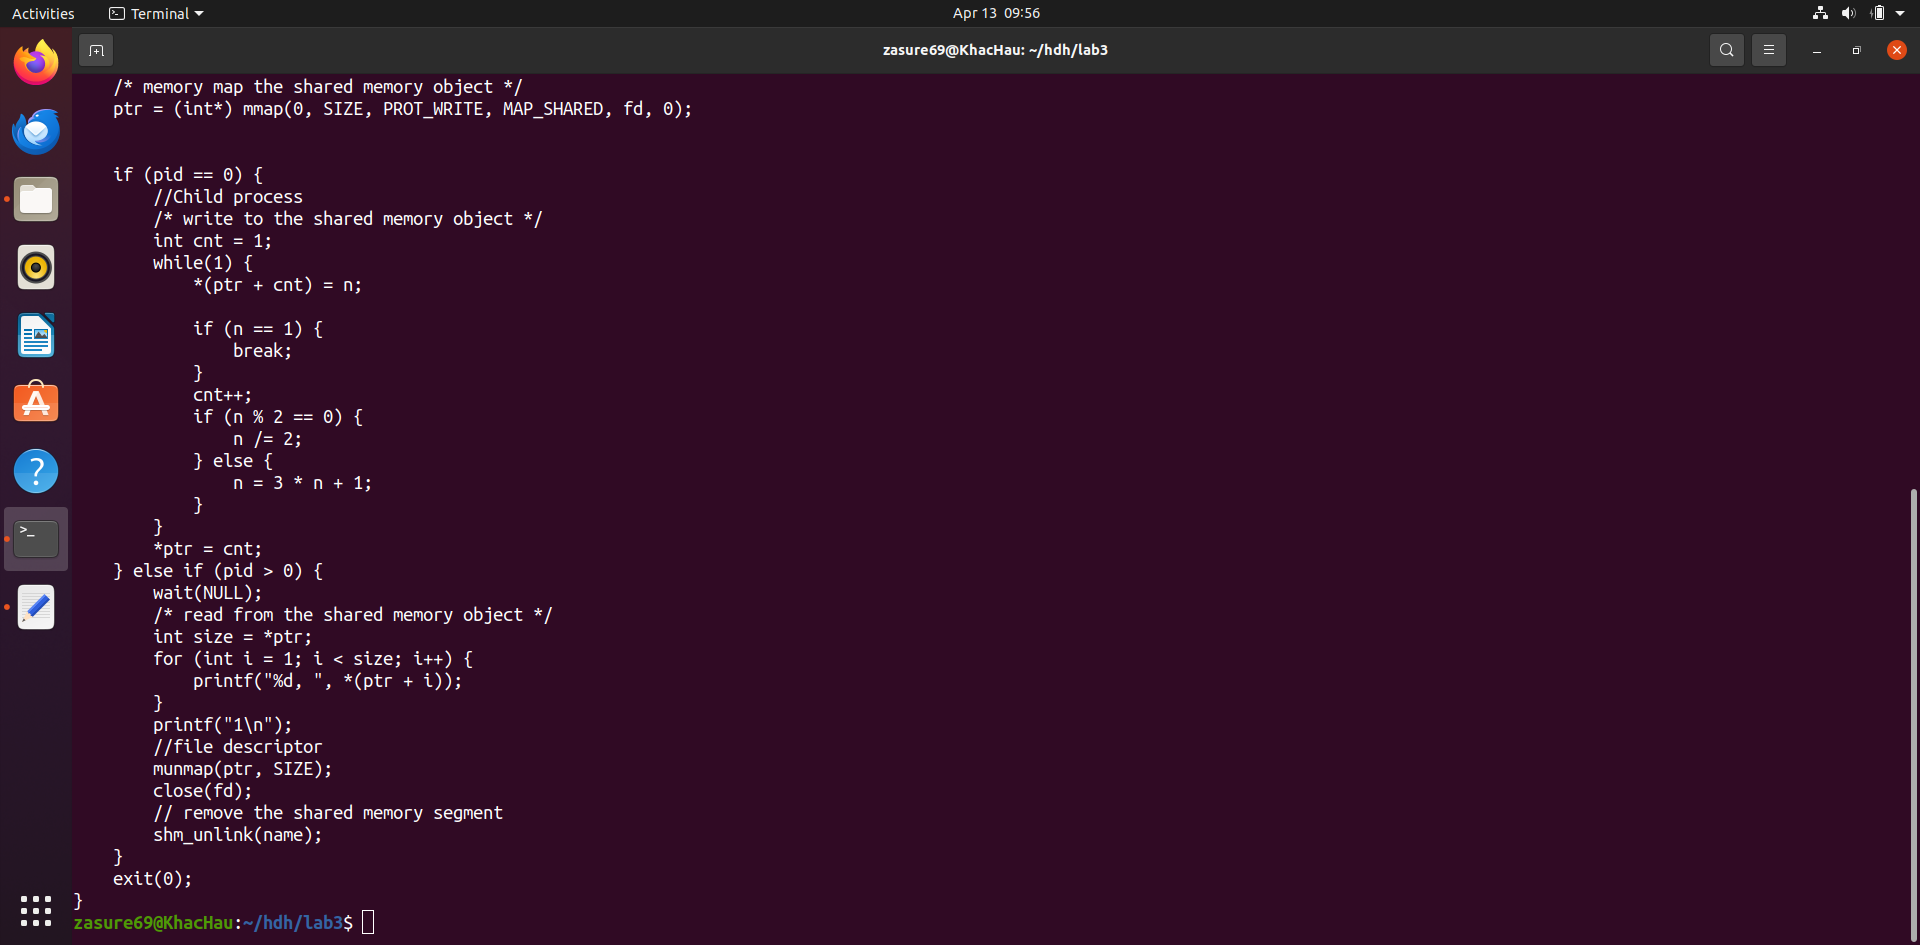 Activities
Terminal
Apr 13 09:56
zasure69@KhacHau: ~/hdh/lab3
    /* memory map the shared memory object */
    ptr = (int*) mmap(0, SIZE, PROT_WRITE, MAP_SHARED, fd, 0);
    if (pid == 0) {
        //Child process
        /* write to the shared memory object */
        int cnt = 1;
        while(1) {
            *(ptr + cnt) = n;
            if (n == 1) {
                break;
            }
            cnt++;
            if (n % 2 == 0) {
                n /= 2;
            } else {
                n = 3 * n + 1;
            }
        }
        *ptr = cnt;
    } else if (pid > 0) {
        wait(NULL);
        /* read from the shared memory object */
        int size = *ptr;
        for (int i = 1; i < size; i++) {
            printf("%d, ", *(ptr + i));
        }
        printf("1\n");
        //file descriptor
        munmap(ptr, SIZE);
        close(fd);
        // remove the shared memory segment
        shm_unlink(name);
    }
    exit(0);
}
zasure69@KhacHau:~/hdh/lab3$